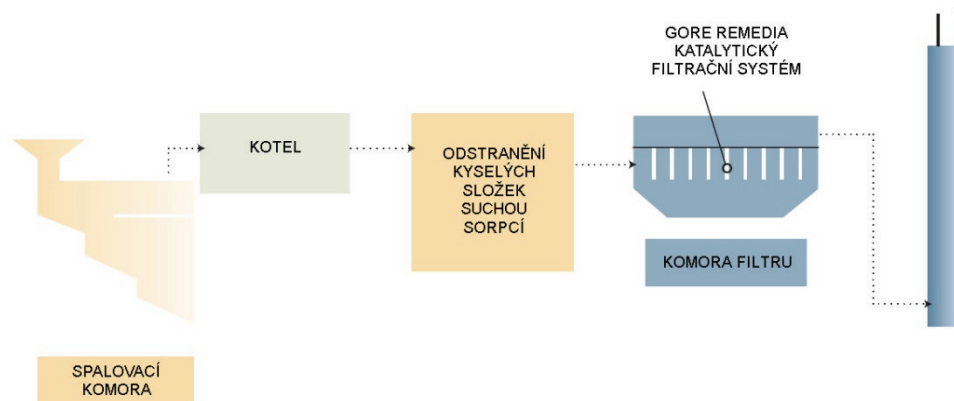 GORE REMEDIA
KATALYTICKÝ
FILTRAČNÍ SYSTÉM
KOTEL
ODSTRANĚNÍ
KYSELÝCH
SLOŽEK
SUCHOU
SORPCÍ
KOMORA FILTRU
SPALOVACÍ
KOMORA